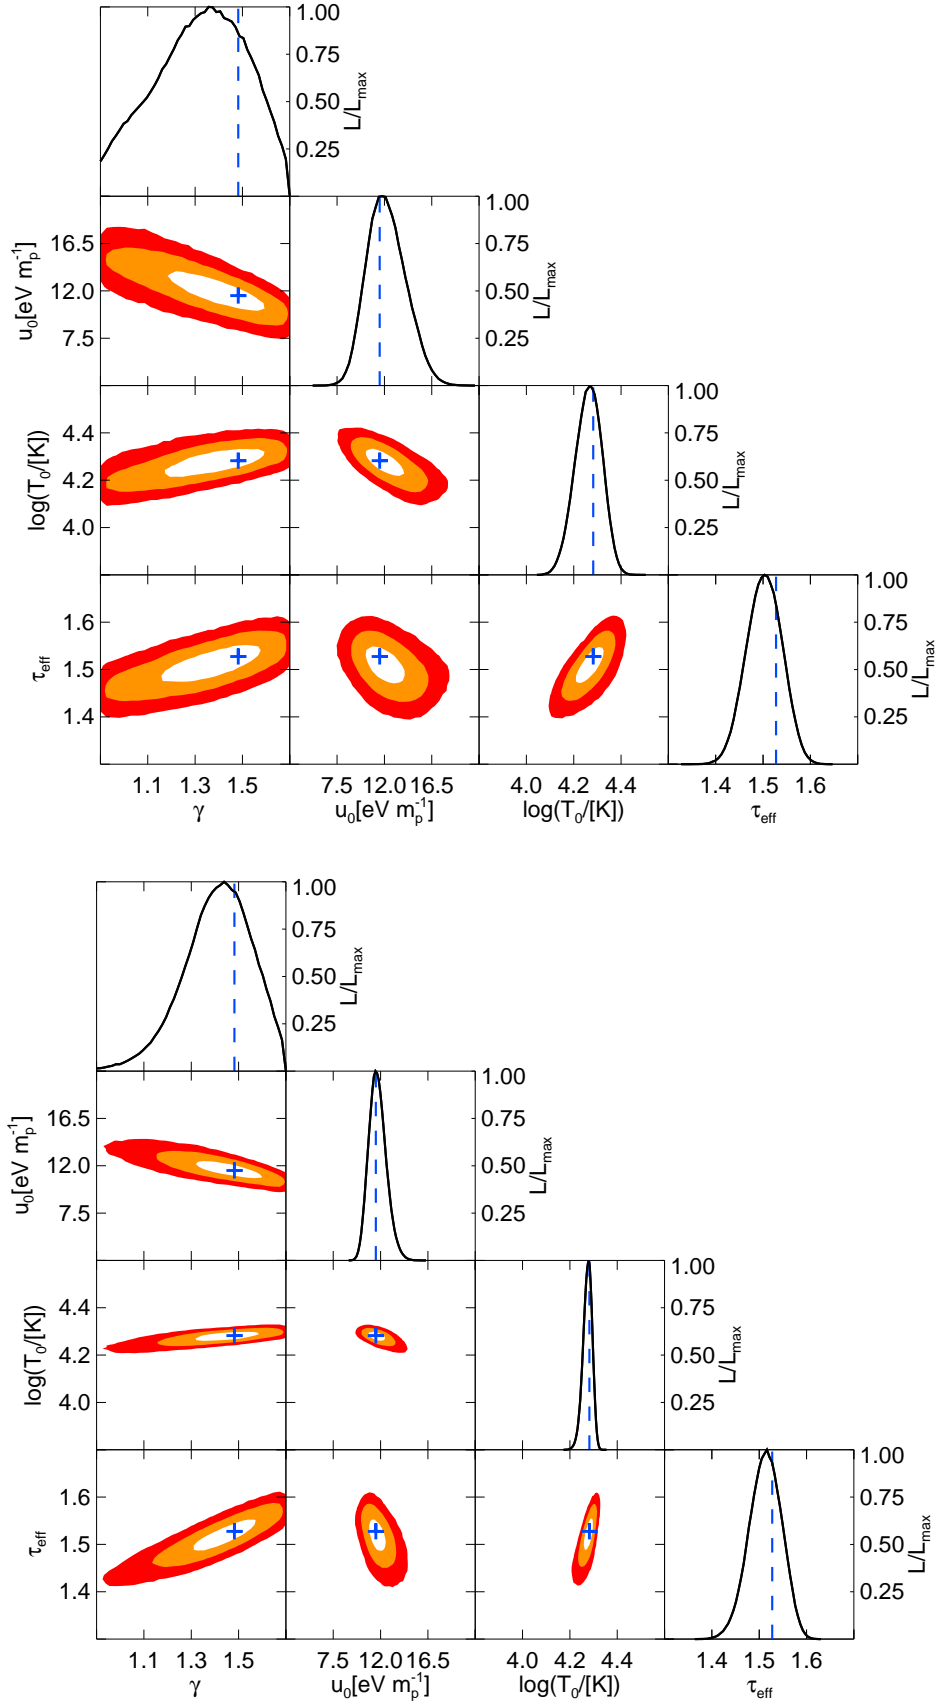 1.00
0.75
0.50
0.25
L/L_max
16.5
12.0
7.5
u_0[eV m_p^-1]
1.00
0.75
0.50
0.25
L/L_max
4.4
4.2
4.0
log(T_0/[K])
1.00
0.75
0.50
0.25
L/L_max
1.6
1.5
1.4
τ_eff
1.00
0.75
0.50
0.25
L/L_max
1.1 1.3 1.5
7.5 12.0 16.5
4.0 4.2 4.4
1.4 1.5 1.6
γ
u_0[eV m_p^-1]
log(T_0/[K])
τ_eff
1.00
0.75
0.50
0.25
L/L_max
16.5
12.0
7.5
u_0[eV m_p^-1]
1.00
0.75
0.50
0.25
L/L_max
4.4
4.2
4.0
log(T_0/[K])
1.00
0.75
0.50
0.25
L/L_max
1.6
1.5
1.4
τ_eff
1.00
0.75
0.50
0.25
L/L_max
1.1 1.3 1.5
7.5 12.0 16.5
4.0 4.2 4.4
1.4 1.5 1.6
γ
u_0[eV m_p^-1]
log(T_0/[K])
τ_eff